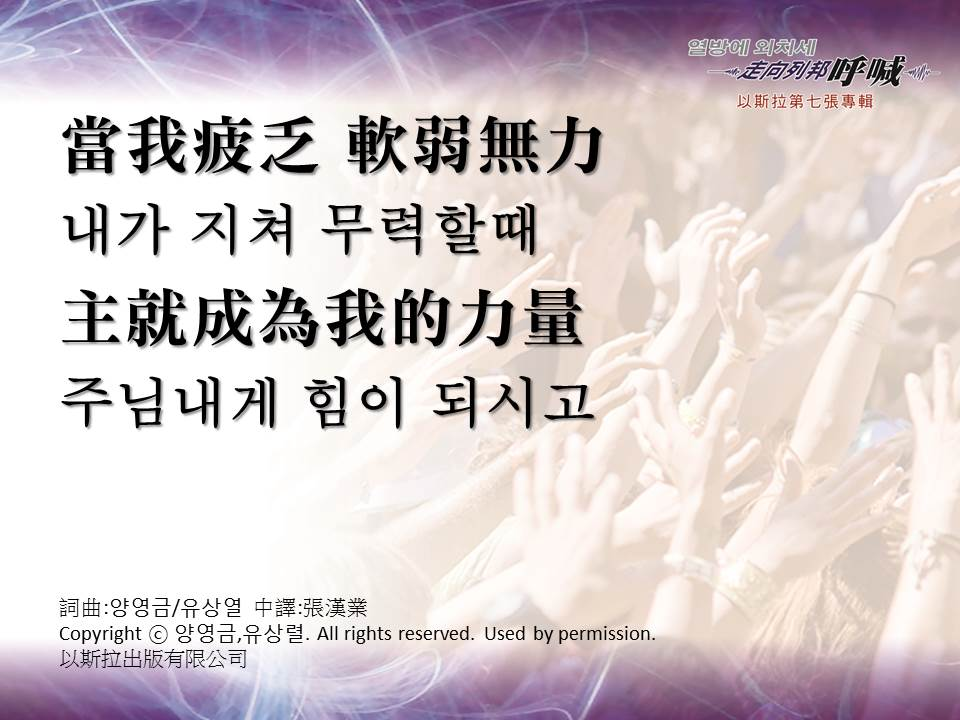 열방에 외치세
走向列邦呼喊
以斯拉第七張專輯
當我疲乏 軟弱無力
내가 지쳐 무력할때
主就成為我的力量
주님내게 힘이 되시고
詞曲:양영금/유상열 中譯:張漢業
Copyright ⓒ 양영금,유상렬. All rights reserved. Used by permission.
以斯拉出版有限公司